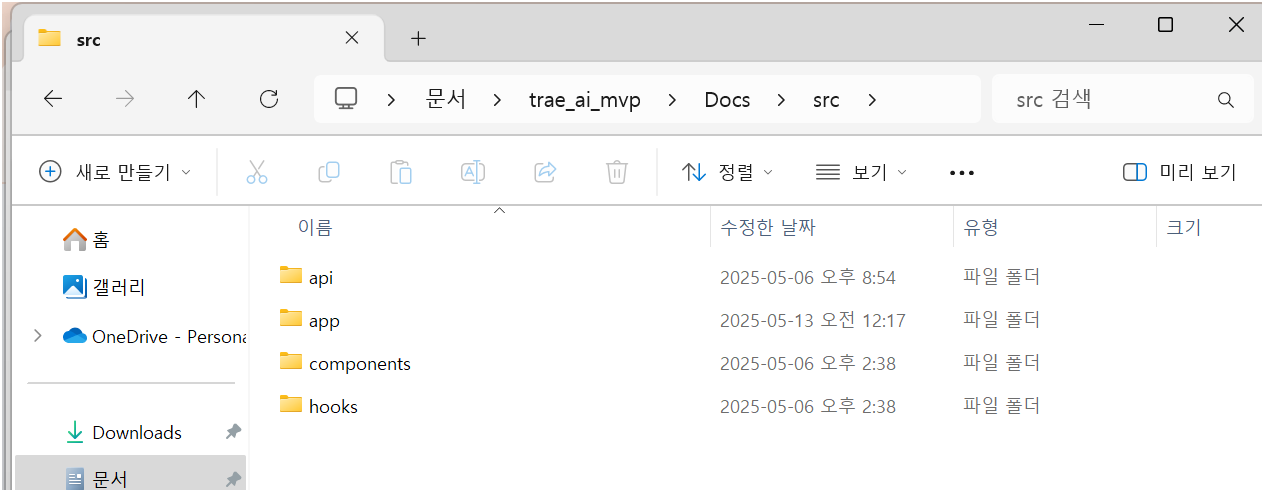 src
문서 > trae_ai_mvp > Docs > src >
src 검색
새로 만들기
정렬
보기
미리 보기
홈
갤러리
OneDrive - Persona
Downloads
문서
이름 수정한 날짜 유형 크기
api 2025-05-06 오후 8:54 파일 폴더
app 2025-05-13 오전 12:17 파일 폴더
components 2025-05-06 오후 2:38 파일 폴더
hooks 2025-05-06 오후 2:38 파일 폴더